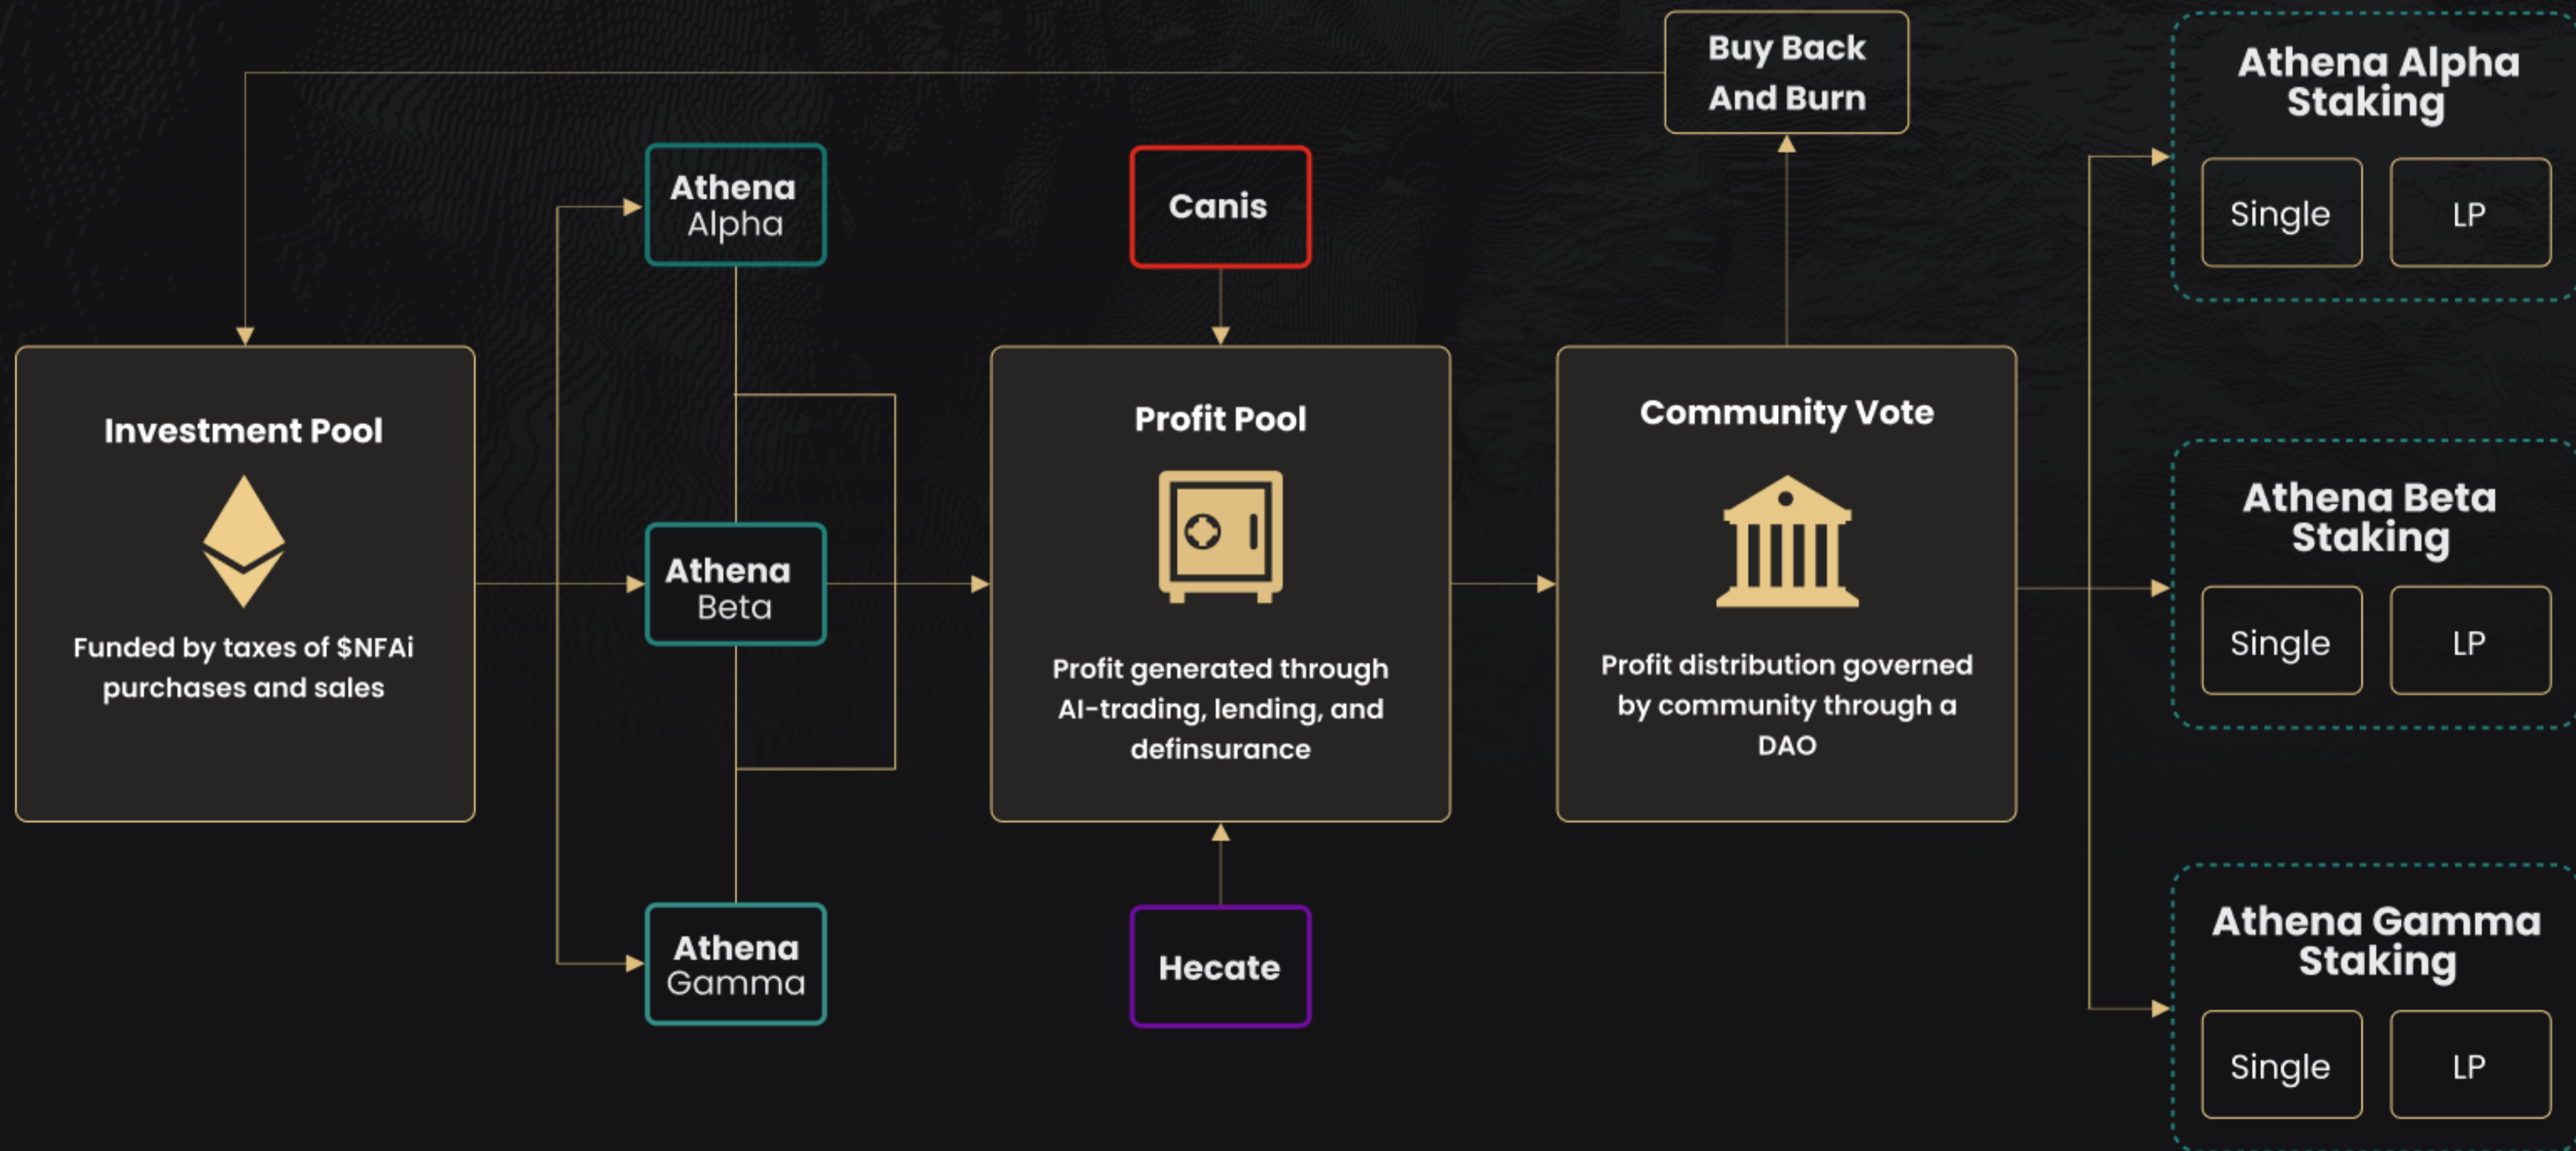 Buy Back
And Burn
Athena Alpha
Staking
Single
LP
Athena
Alpha
Canis
Investment Pool
Funded by taxes of $NFAi
purchases and sales
Athena
Beta
Profit Pool
Profit generated through
AI-trading, lending, and
definsurance
Community Vote
Profit distribution governed
by community through a
DAO
Athena Beta
Staking
Single
LP
Athena
Gamma
Hecate
Athena Gamma
Staking
Single
LP